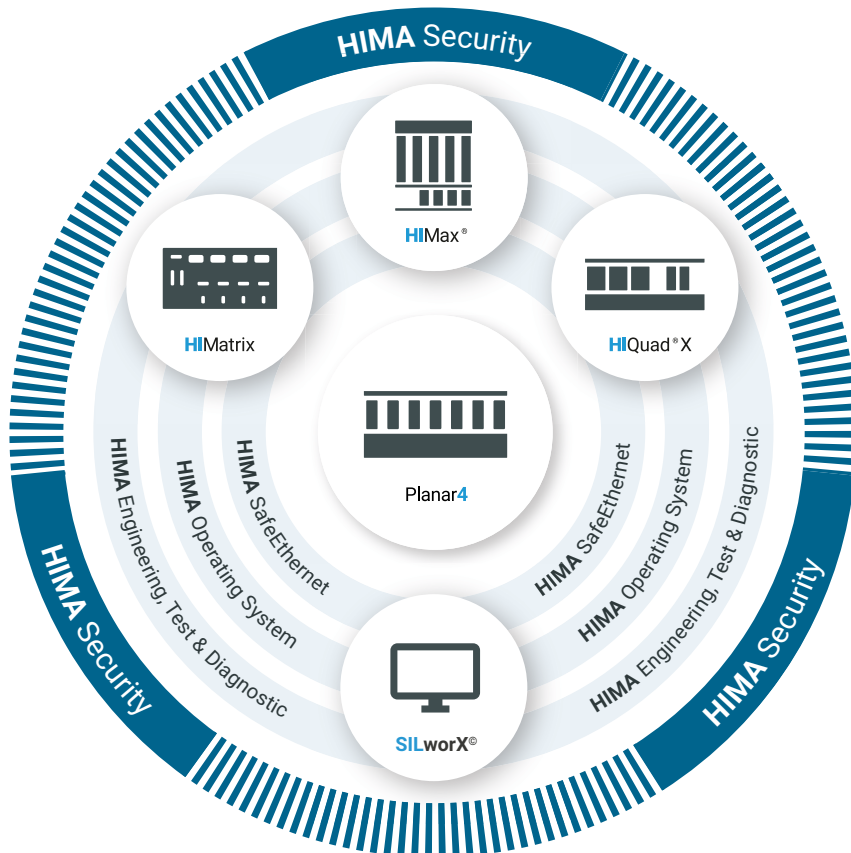 HIMA Security
HIMax®
HIMatrix
HIQuad®X
Planar4
HIMA SafeEthernet
HIMA Operating System
HIMA Engineering, Test & Diagnostic
HIMA SafeEthernet
HIMA Operating System
HIMA Engineering, Test & Diagnostic
HIMA Security
HIMA Security
SILworX©